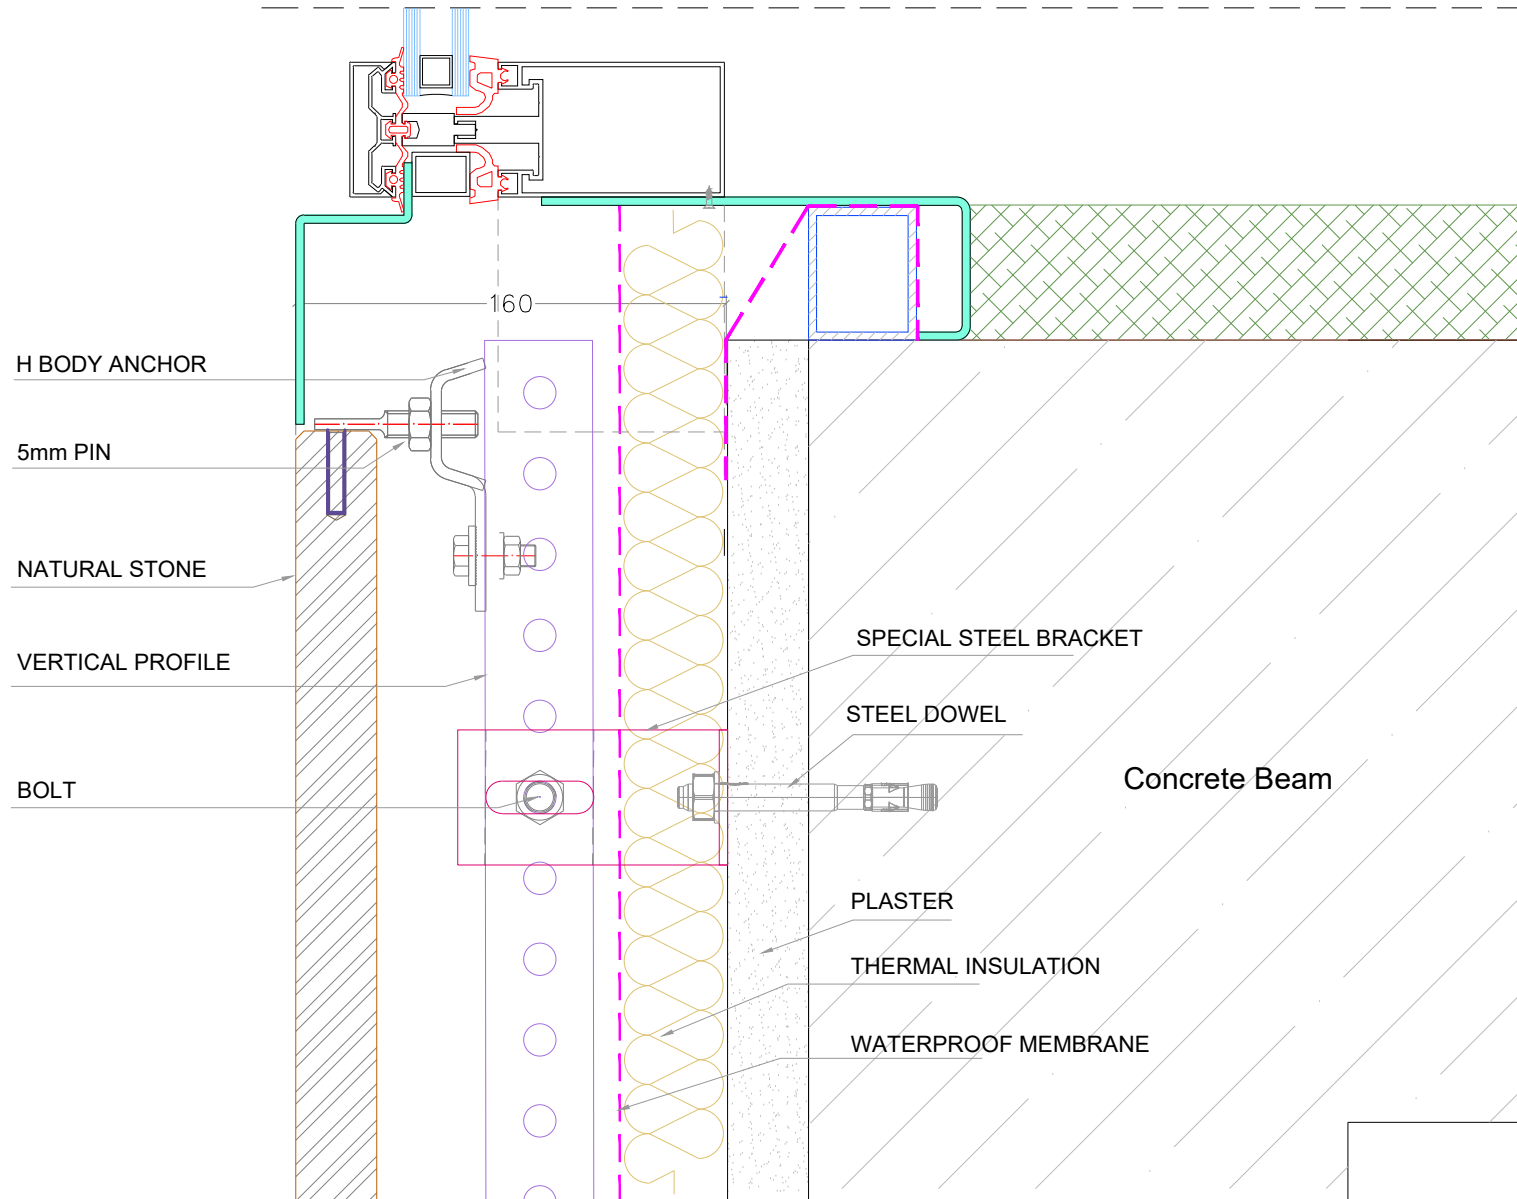 160
H BODY ANCHOR
5mm PIN
NATURAL STONE
SPECIAL STEEL BRACKET
VERTICAL PROFILE
STEEL DOWEL
Concrete Beam
BOLT
PLASTER
THERMAL INSULATION
WATERPROOF MEMBRANE